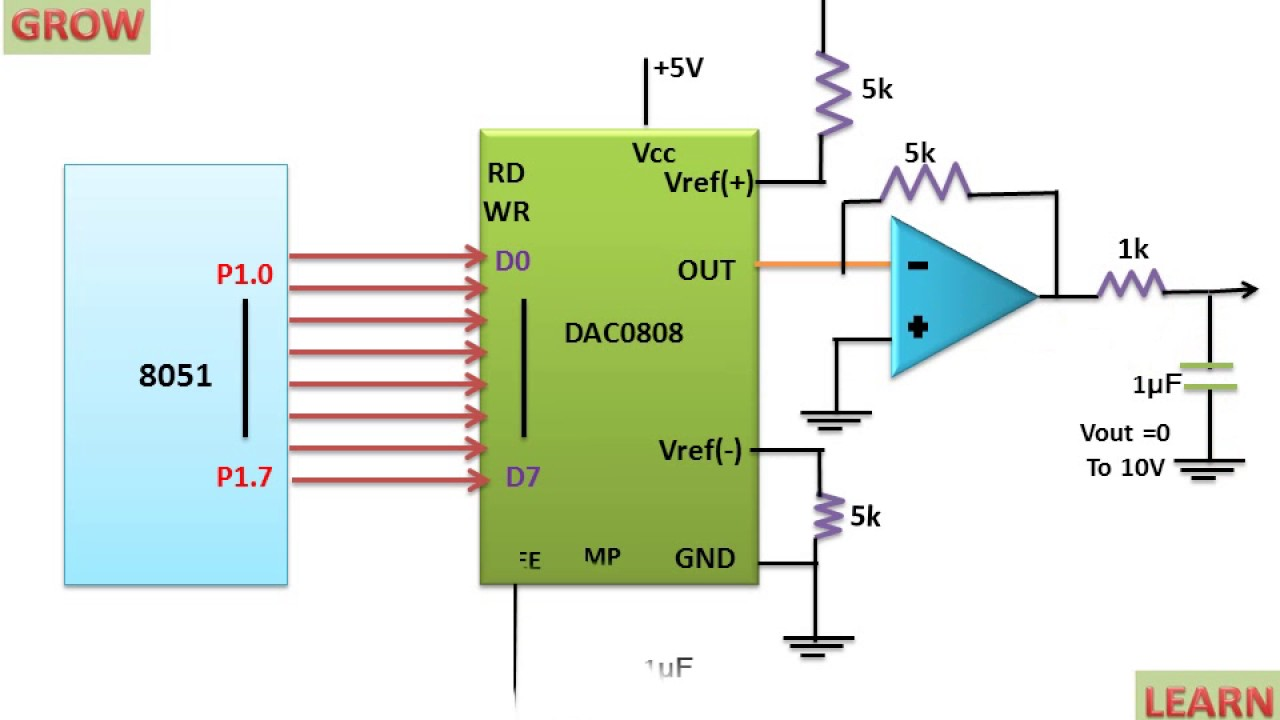 GROW
+5V
5k
Vcc
RD
Vref(+)
5k
WR
D0
P1.0
OUT
1k
DAC0808
8051
1µF
Vref(-)
Vout =0
To 10V
P1.7
D7
5k
MP
GND
LEARN